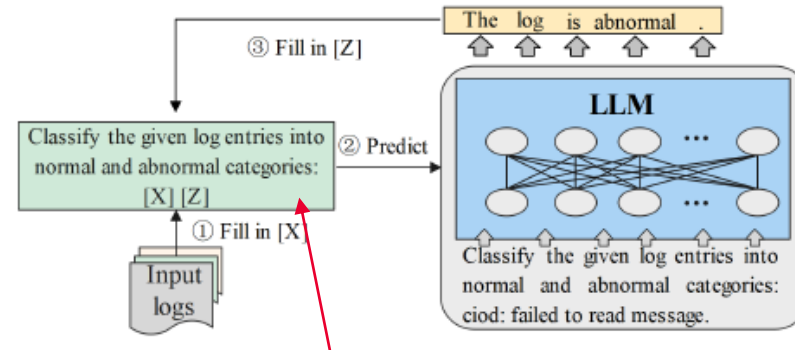 The log is abnormal .
③ Fill in [Z]
LLM
Classify the given log entries into
normal and abnormal categories:
[X] [Z]
② Predict
...
...
① Fill in [X]
Input
logs
Classify the given log entries into
normal and abnormal categories:
ciod: failed to read message.